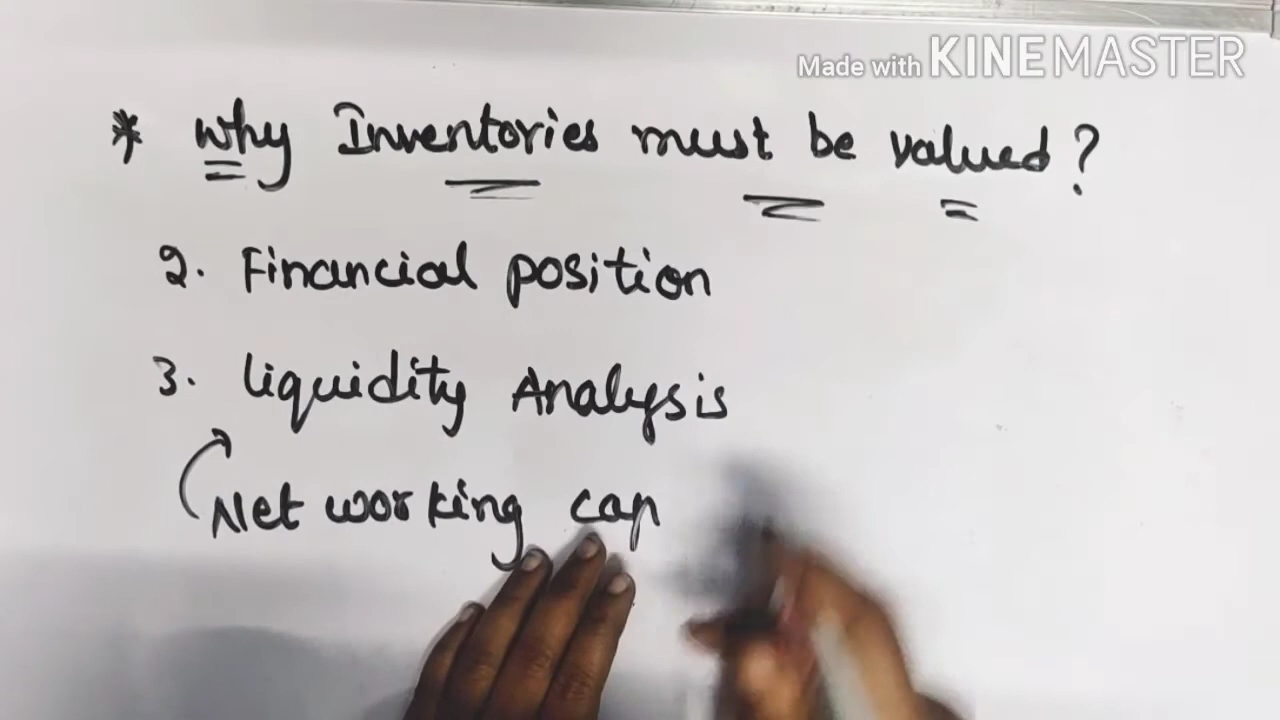 Made with KINEMASTER
* Why Inventories must be valued?
2. Financial position
3. liquidity Analysis
Net working cap